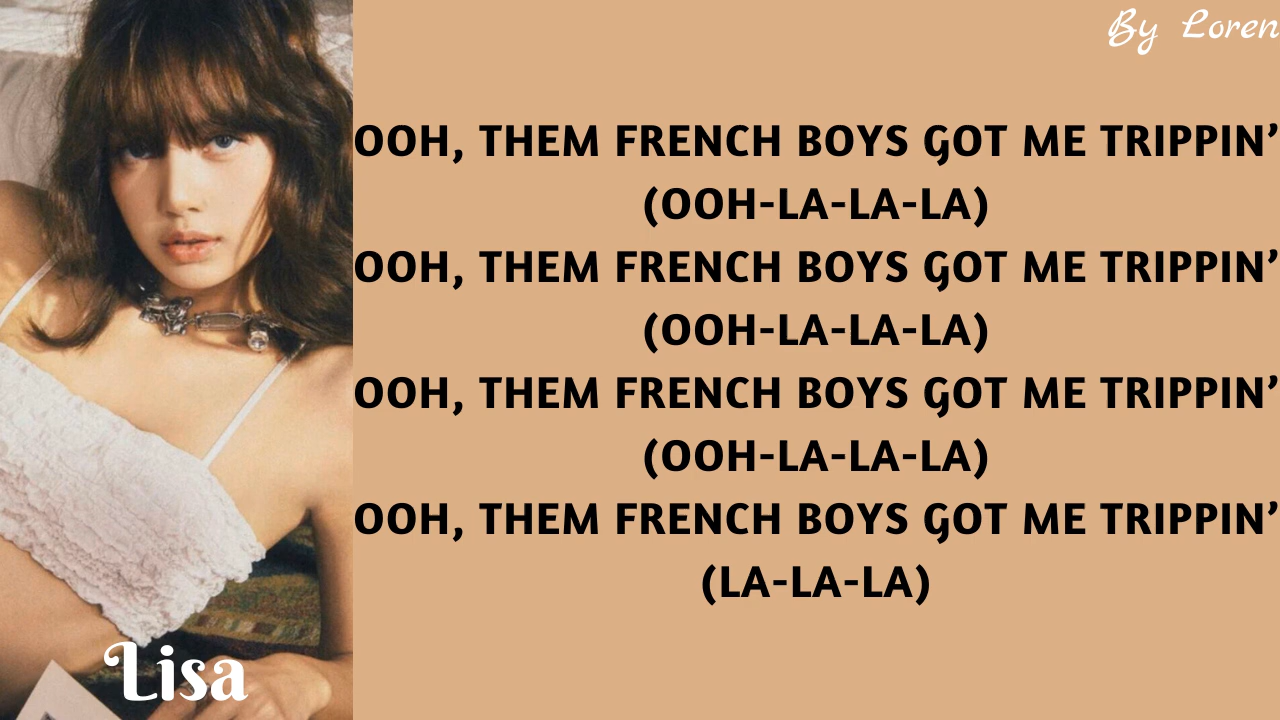 By Loren
OOH, THEM FRENCH BOYS GOT ME TRIPPIN’
(OOH-LA-LA-LA)
OOH, THEM FRENCH BOYS GOT ME TRIPPIN’
(OOH-LA-LA-LA)
OOH, THEM FRENCH BOYS GOT ME TRIPPIN’
(OOH-LA-LA-LA)
OOH, THEM FRENCH BOYS GOT ME TRIPPIN’
(LA-LA-LA)
Lisa